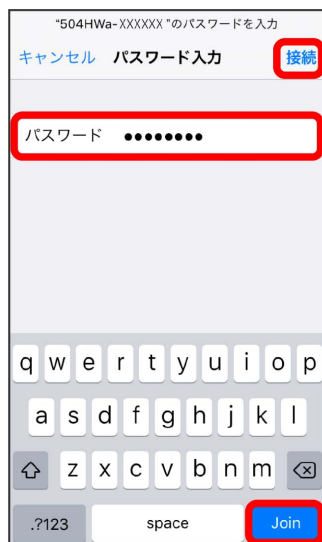 "504HWa-XXXXXX "のパスワードを入力
キャンセル パスワード入力 接続
パスワード ●●●●●●●●
q w e r t y u i o p
a s d f g h j k l
z x c v b n m
.?123 space Join